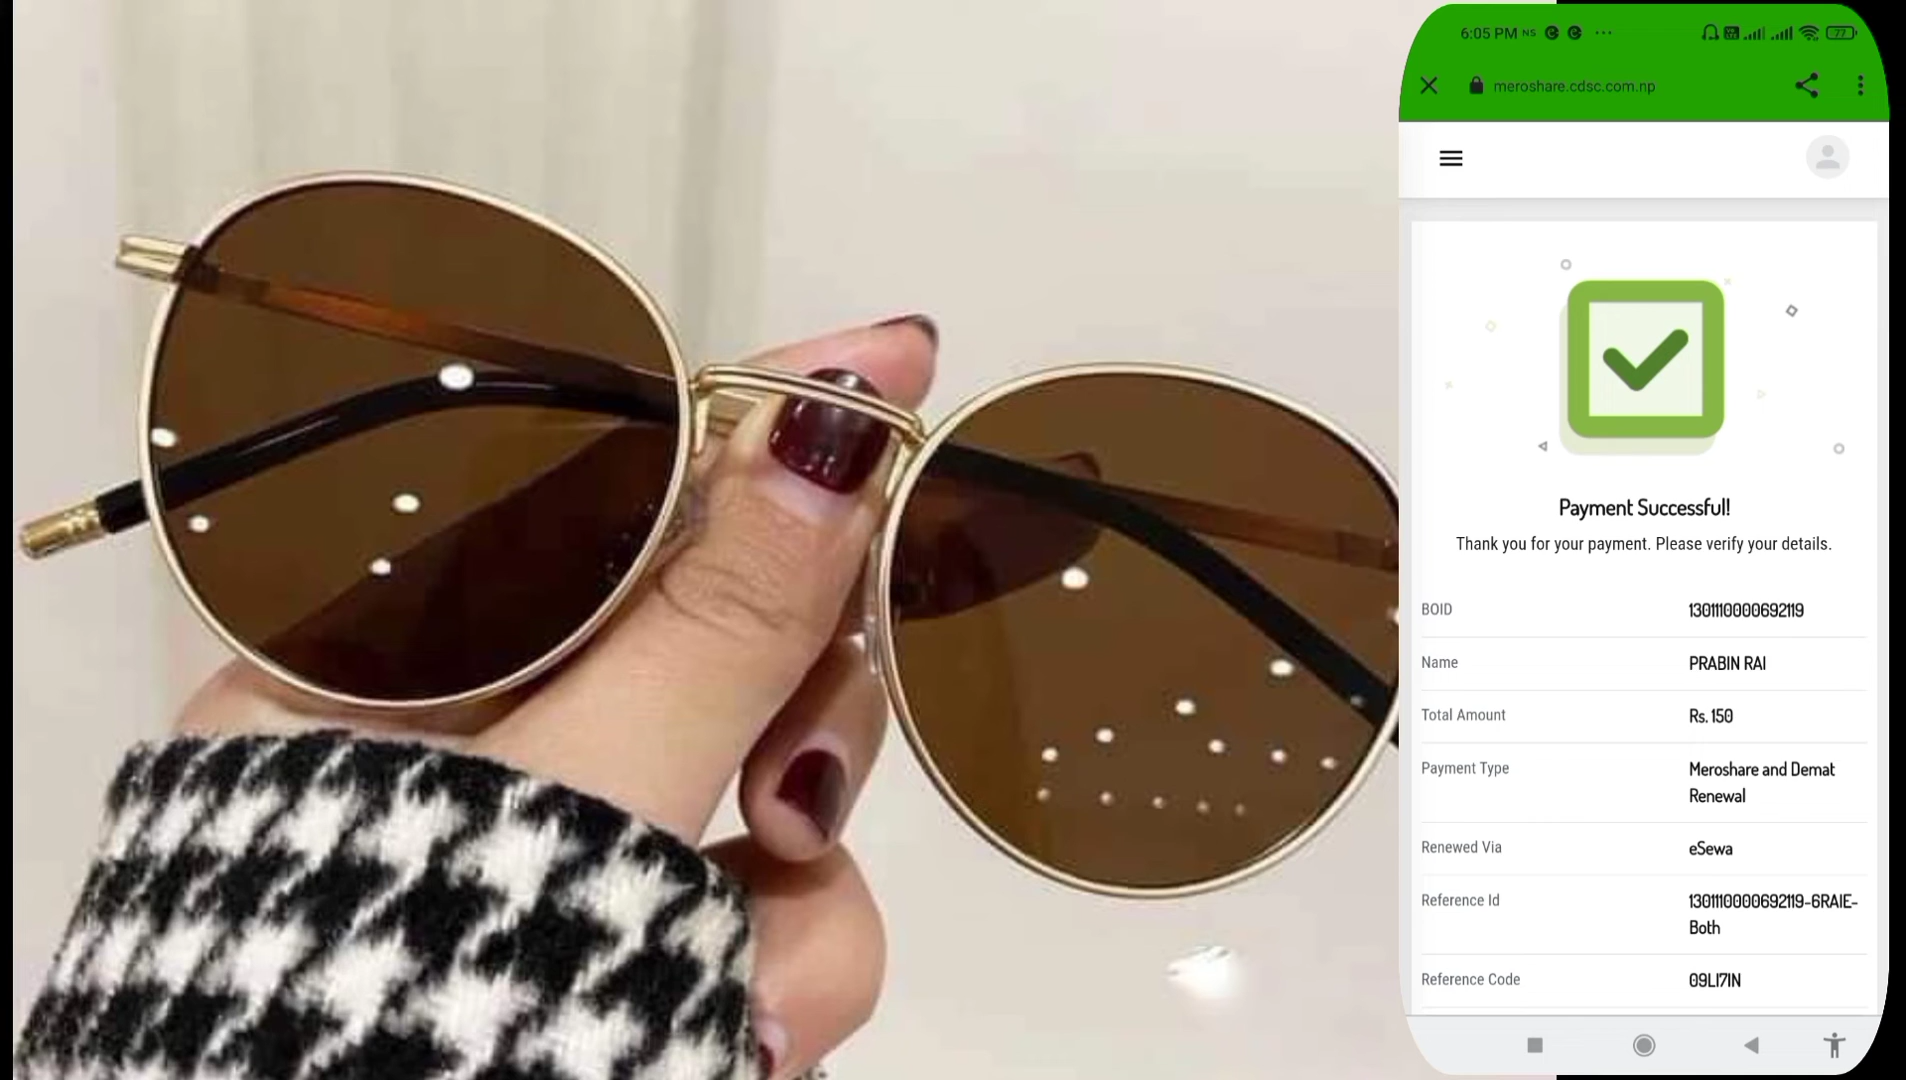 6:05 PM NS
77
meroshare.cdsc.com.np
Payment Successful!
Thank you for your payment. Please verify your details.
BOID 1301110000692119
Name PRABIN RAI
Total Amount Rs. 150
Payment Type Meroshare and Demat
Renewal
Renewed Via eSewa
Reference Id 1301110000692119-6RAIE-
Both
Reference Code 09LI7IN